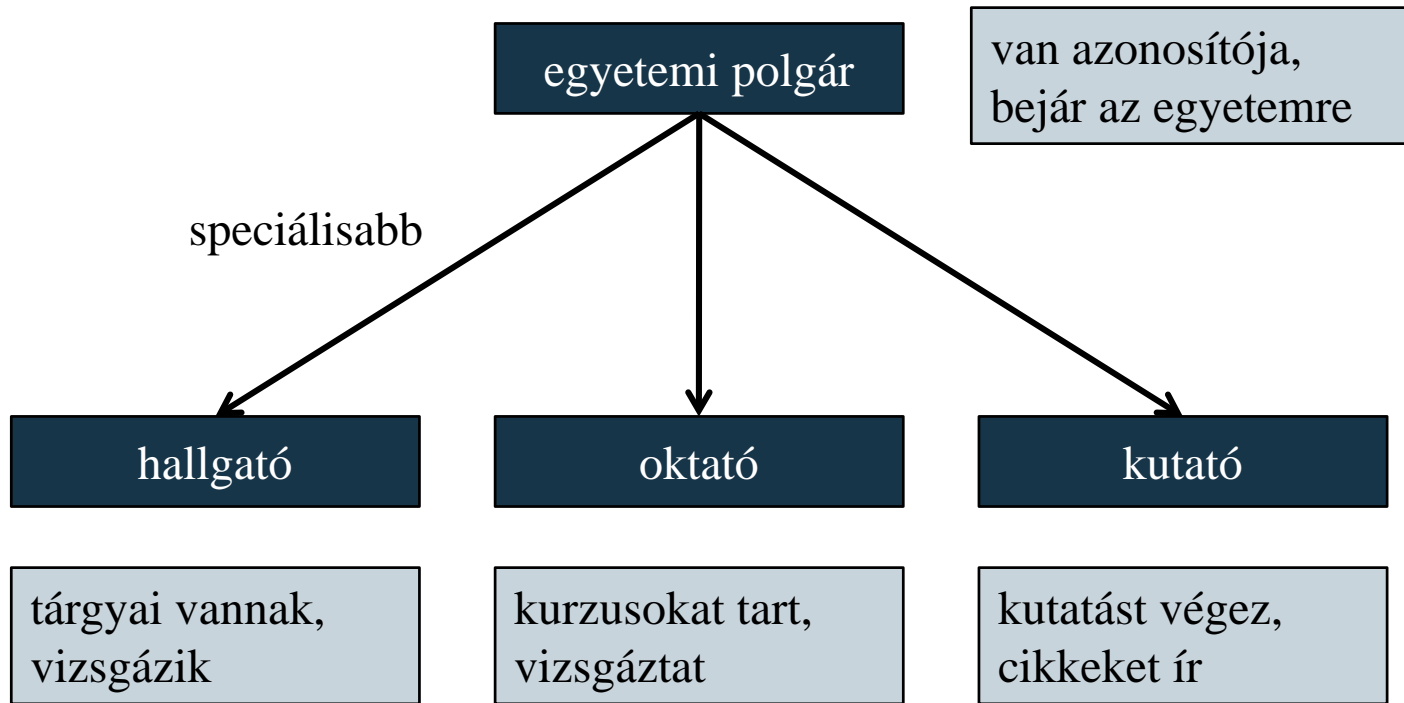 egyetemi polgár
van azonosítója,
bejár az egyetemre
speciálisabb
hallgató
oktató
kutató
tárgyai vannak,
vizsgázik
kurzusokat tart,
vizsgáztat
kutatást végez,
cikkeket ír